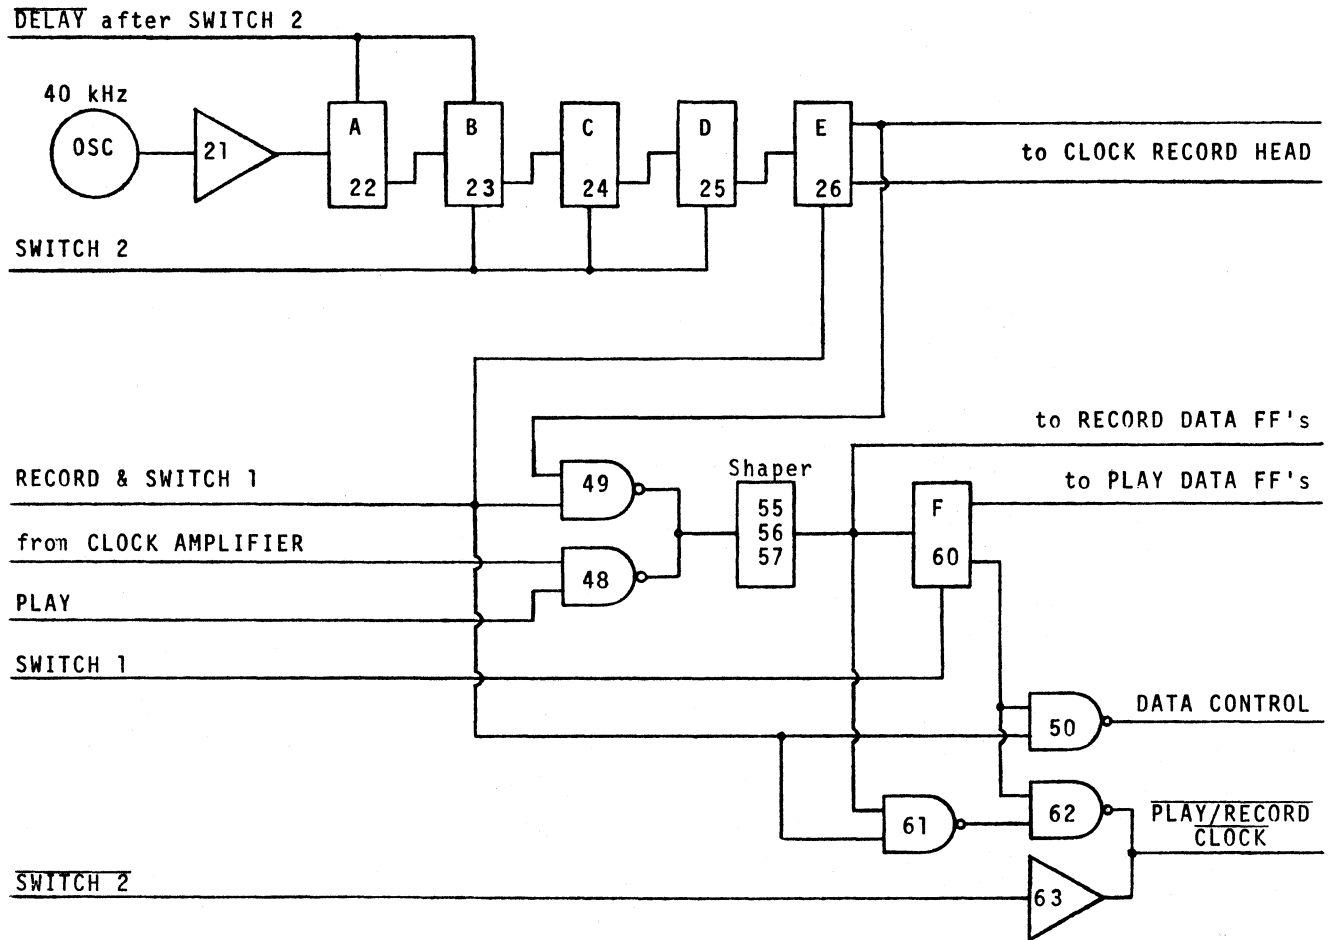 DELAY after SWITCH 2
40 kHz
OSC
21
A
22
B
23
C
24
D
25
E
26
to CLOCK RECORD HEAD
SWITCH 2
to RECORD DATA FF's
to PLAY DATA FF's
RECORD & SWITCH 1
49
Shaper
55
56
57
F
60
from CLOCK AMPLIFIER
48
PLAY
SWITCH 1
50
DATA CONTROL
61
62
PLAY/RECORD
CLOCK
SWITCH 2
63